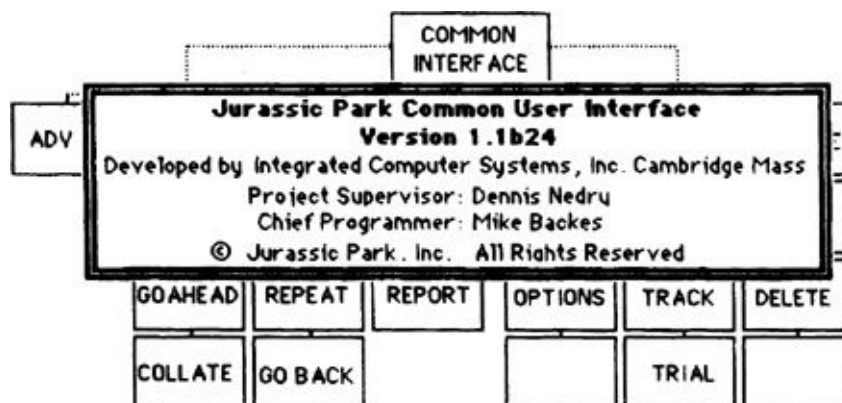 COMMON
INTERFACE
ADV
Jurassic Park Common User Interface
Version 1.1b24
Developed by Integrated Computer Systems, Inc. Cambridge Mass
Project Supervisor: Dennis Nedry
Chief Programmer: Mike Backes
© Jurassic Park, Inc. All Rights Reserved
GO AHEAD REPEAT REPORT OPTIONS TRACK DELETE
COLLATE GO BACK TRIAL